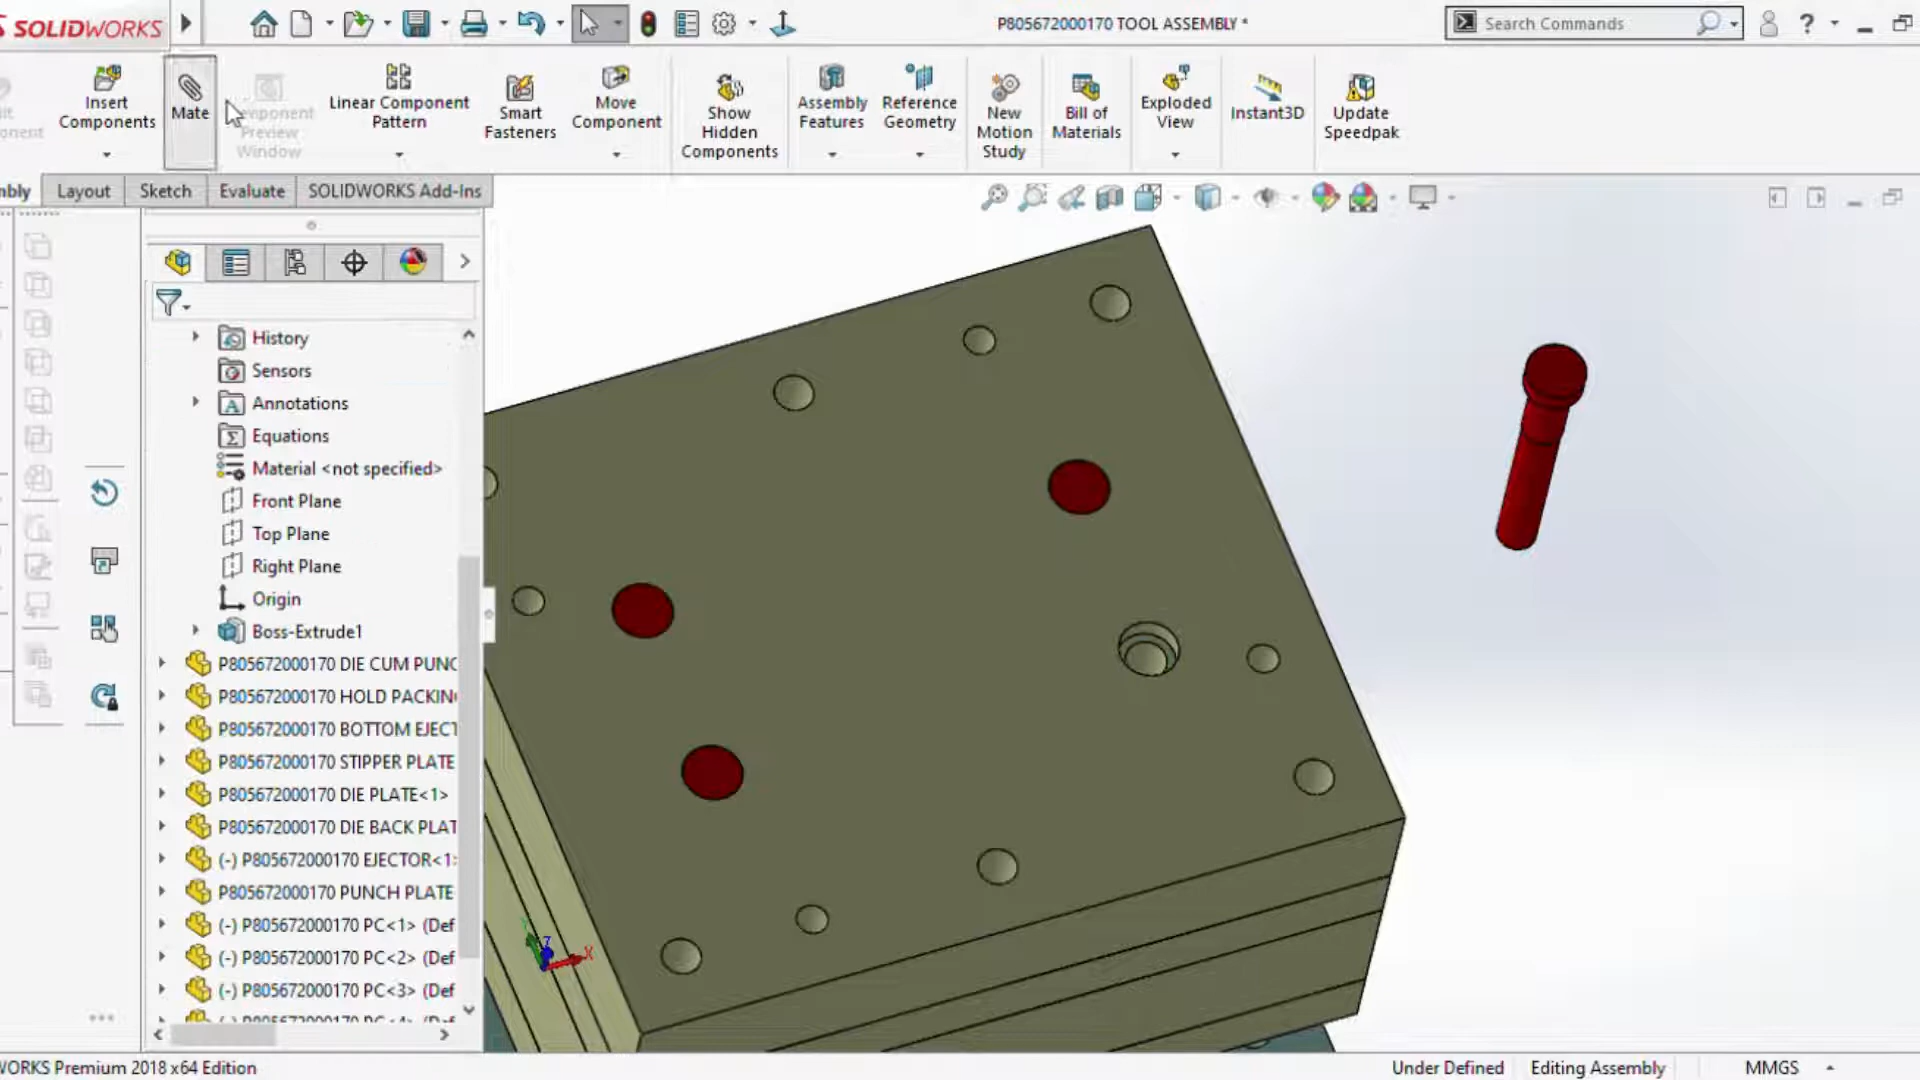 SOLIDWORKS
P805672000170 TOOL ASSEMBLY *
Search Commands
?
Insert
Components
Mate
Preview
Window
Linear Component
Pattern
Smart
Fasteners
Move
Component
Show
Hidden
Components
Assembly
Features
Reference
Geometry
New
Motion
Study
Bill of
Materials
Exploded
View
Instant3D
Update
Speedpak
Layout
Sketch
Evaluate
SOLIDWORKS Add-Ins
History
Sensors
Annotations
Equations
Material <not specified>
Front Plane
Top Plane
Right Plane
Origin
Boss-Extrude1
P805672000170 DIE CUM PUNC
P805672000170 HOLD PACKIN
P805672000170 BOTTOM EJECT
P805672000170 STIPPER PLATE
P805672000170 DIE PLATE<1>
P805672000170 DIE BACK PLAT
(-) P805672000170 EJECTOR<1>
P805672000170 PUNCH PLATE
(-) P805672000170 PC<1> (Def
(-) P805672000170 PC<2> (Def
(-) P805672000170 PC<3> (Def
Z
X
WORKS Premium 2018 x64 Edition
Under Defined
Editing Assembly
MMGS